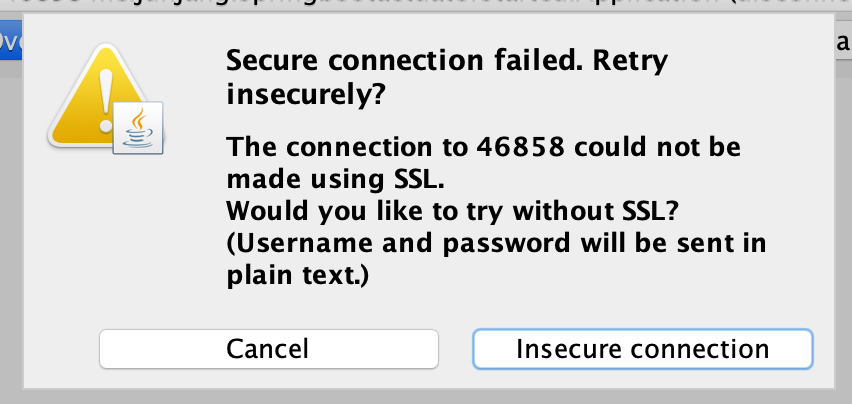 Secure connection failed. Retry
insecurely?
The connection to 46858 could not be
made using SSL.
Would you like to try without SSL?
(Username and password will be sent in
plain text.)
Cancel
Insecure connection